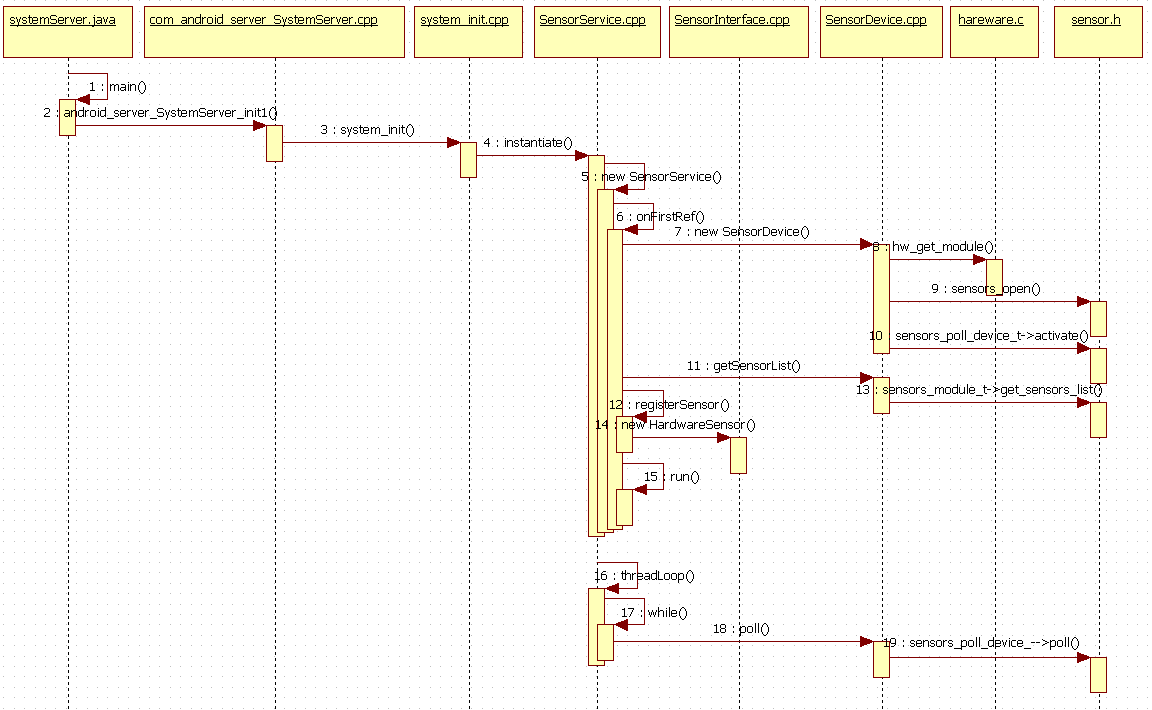 systemServer.java
com_android_server_SystemServer.cpp
system_init.cpp
SensorService.cpp
SensorInterface.cpp
SensorDevice.cpp
hareware.c
sensor.h
1 : main()
2 : android_server_SystemServer_init1()
3 : system_init()
4 : instantiate()
5 : new SensorService()
6 : onFirstRef()
7 : new SensorDevice()
8 : hw_get_module()
9 : sensors_open()
10 sensors_poll_device_t->activate()
11 : getSensorList()
13 : sensors_module_t->get_sensors_list()
12 : registerSensor()
14 : new HardwareSensor()
15 : run()
16 : threadLoop()
17 : while()
18 : poll()
19 : sensors_poll_device_-->poll()